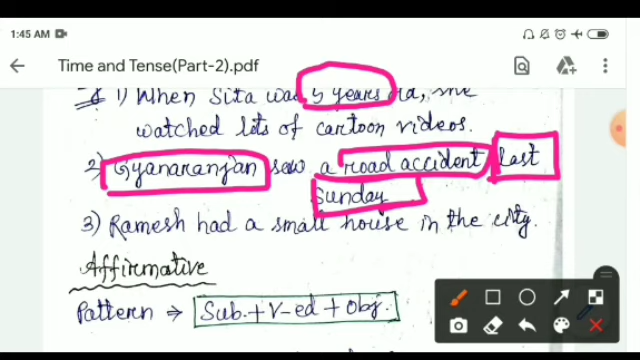 1:45 AM
Time and Tense(Part-2).pdf
1) When Sita was 5 years old, she
watched lots of cartoon videos.
2) Gyanaranjan saw a road accident last
Sunday
3) Ramesh had a small house in the city.
Affirmative
Pattern → Sub.+V-ed + Obj.